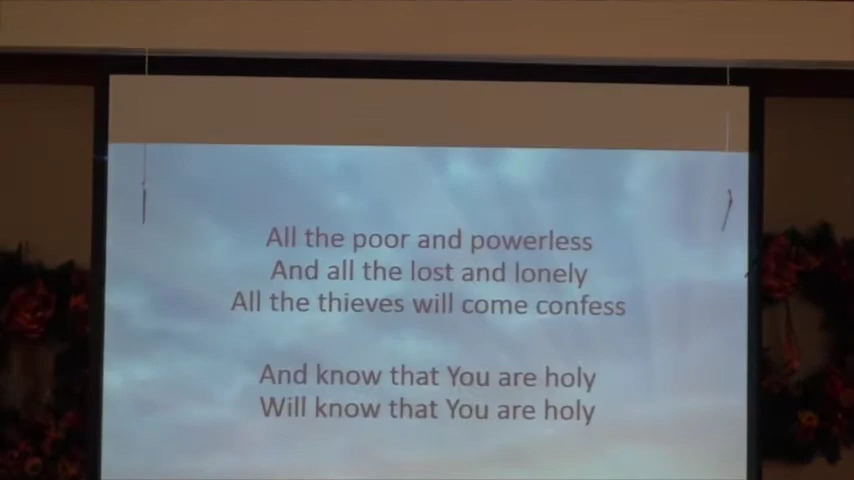 All the poor and powerless
And all the lost and lonely
All the thieves will come confess
And know that You are holy
Will know that You are holy